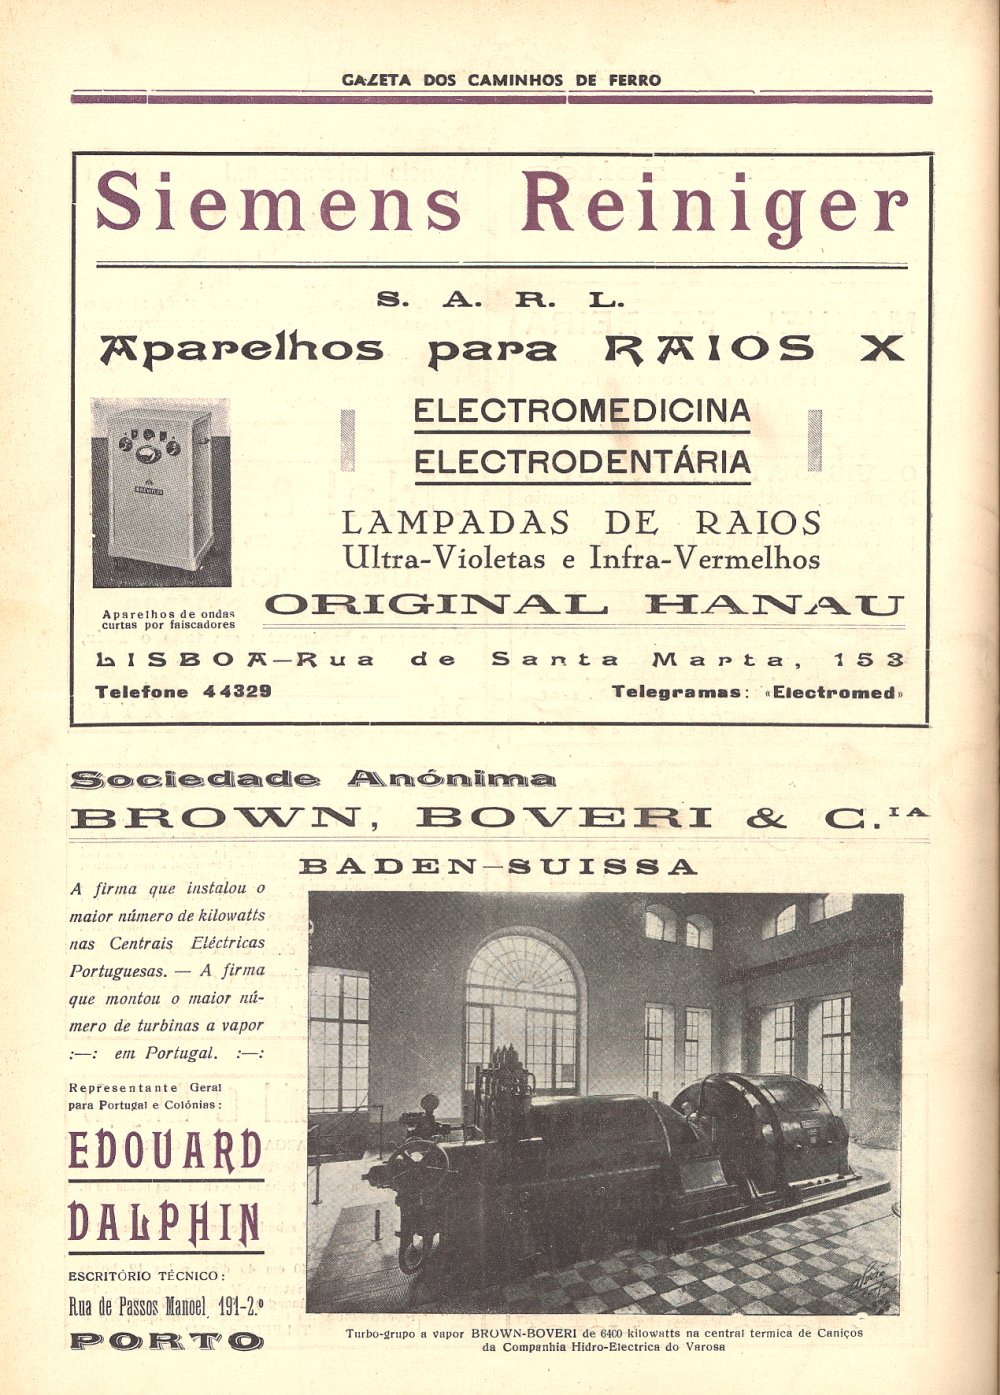 GAZETA DOS CAMINHOS DE FERRO
Siemens Reiniger
S. A. R. L.
Aparelhos para RAIOS X
ELECTROMEDICINA
ELECTRODENTÁRIA
LAMPADAS DE RAIOS
Ultra-Violetas e Infra-Vermelhos
ORIGINAL HANAU
Aparelhos de ondas
curtas por faiscadores
LISBOA—Rua de Santa Marta, 153
Telefone 44329
Telegramas: «Electromed»
Sociedade Anónima
BROWN, BOVERI & C.IA
BADEN—SUISSA
A firma que instalou o
maior número de kilowatts
nas Centrais Eléctricas
Portuguesas. — A firma
que montou o maior nú-
mero de turbinas a vapor
:—: em Portugal. :—:
Representante Geral
para Portugal e Colónias:
EDOUARD
DALPHIN
ESCRITÓRIO TÉCNICO:
Rua de Passos Manoel, 191-2.º
PORTO
Turbo-grupo a vapor BROWN-BOVERI de 6400 kilowatts na central termica de Caniços
da Companhia Hidro-Electrica do Varosa